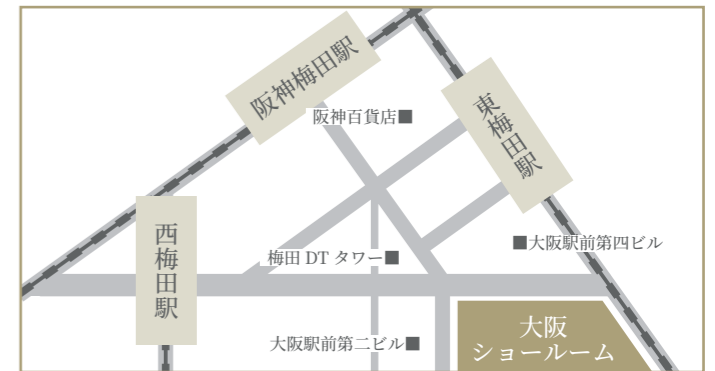 阪神梅田駅
阪神百貨店■
東梅田駅
西梅田駅
梅田 DT タワー■
■大阪駅前第四ビル
大阪駅前第二ビル■
大阪
ショールーム